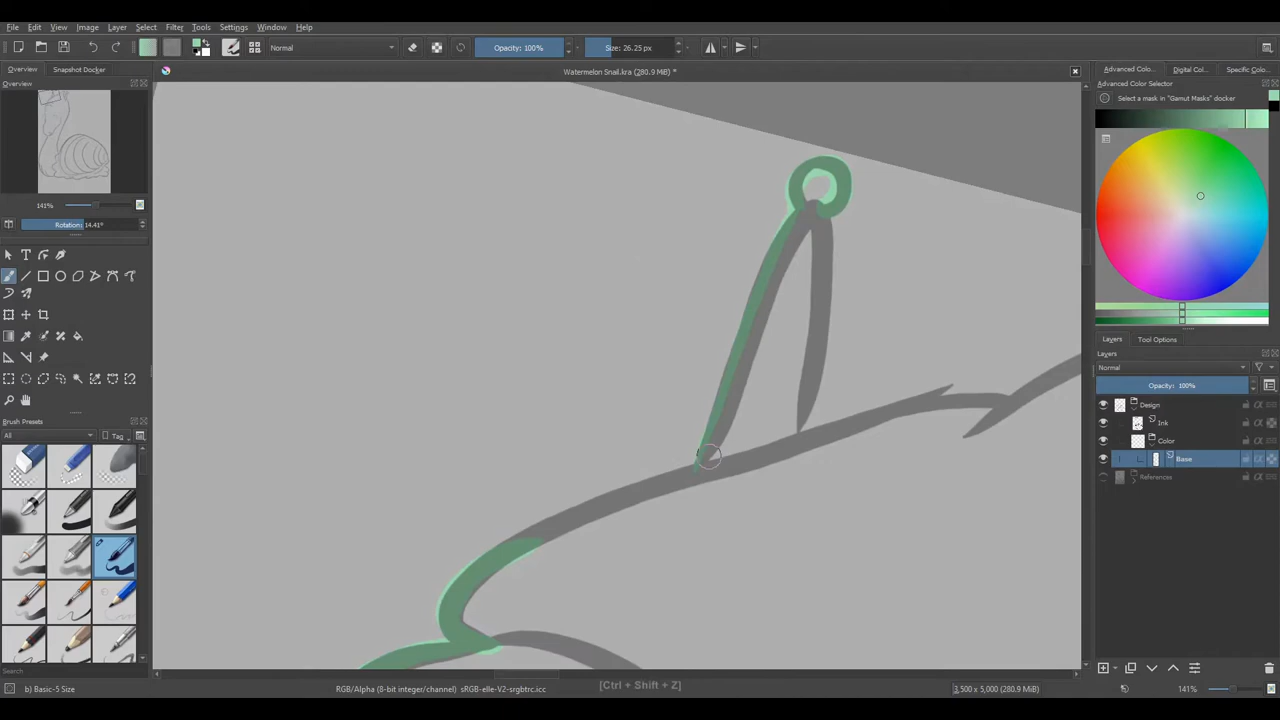 File Edit View Image Layer Select Filter Tools Settings Window Help
Normal Opacity: 100% Size: 26.25 px
Overview Snapshot Docker Watermelon Snail.kra (280.9 MiB) * Advanced Colo... Digital Col... Specific Colo...
Overview Advanced Color Selector
Select a mask in "Gamut Masks" docker
141%
Rotation: 14.41°
Layers Tool Options
Layers
Normal
Opacity: 100%
Design
Ink
Color
Base
References
Brush Presets
All Tag
Search
b) Basic-5 Size RGB/Alpha (8-bit integer/channel) sRGB-elle-V2-srgbtrc.icc [Ctrl + Shift + Z] 3,500 x 5,000 (280.9 MiB) 141%